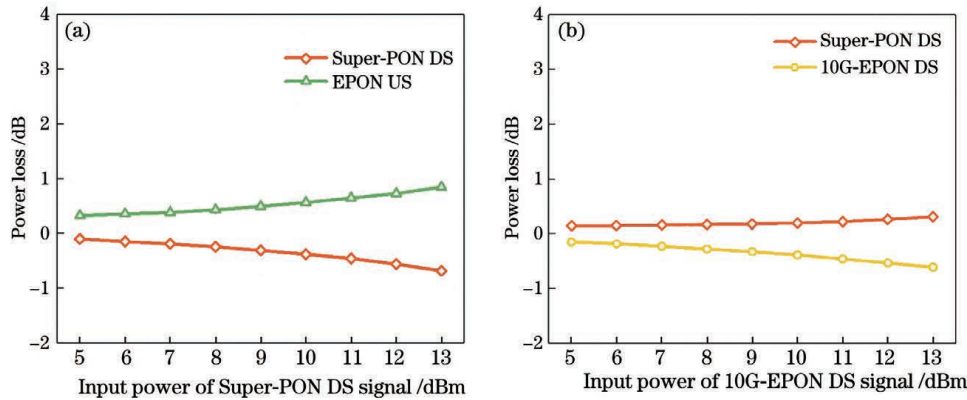 (a)
Super-PON DS
EPON US
Power loss /dB
4
3
2
1
0
–1
–2
5 6 7 8 9 10 11 12 13
Input power of Super-PON DS signal /dBm
(b)
Super-PON DS
10G-EPON DS
Power loss /dB
4
3
2
1
0
–1
–2
5 6 7 8 9 10 11 12 13
Input power of 10G-EPON DS signal /dBm